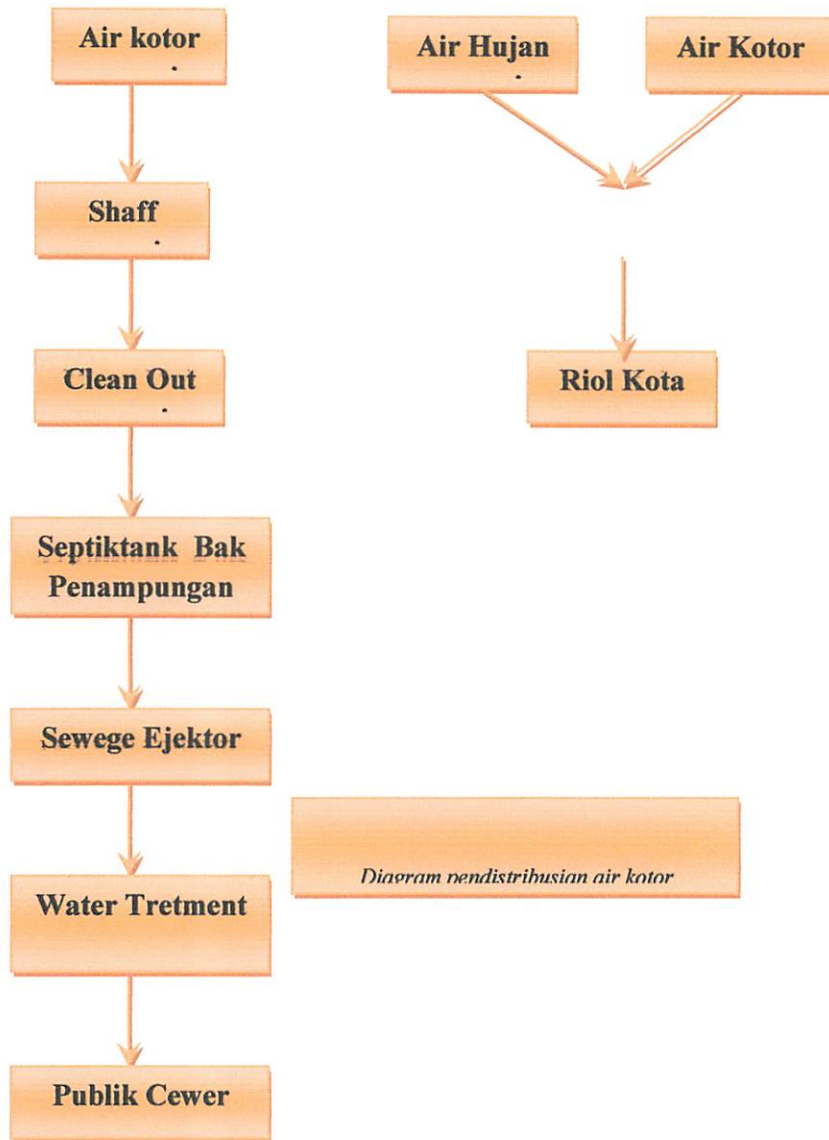 Air kotor
Shaff
Clean Out
Septiktank Bak
Penampungan
Sewege Ejektor
Water Tretment
Publik Cewer
Air Hujan
Air Kotor
Riol Kota
Diagram pendistribusian air kotor